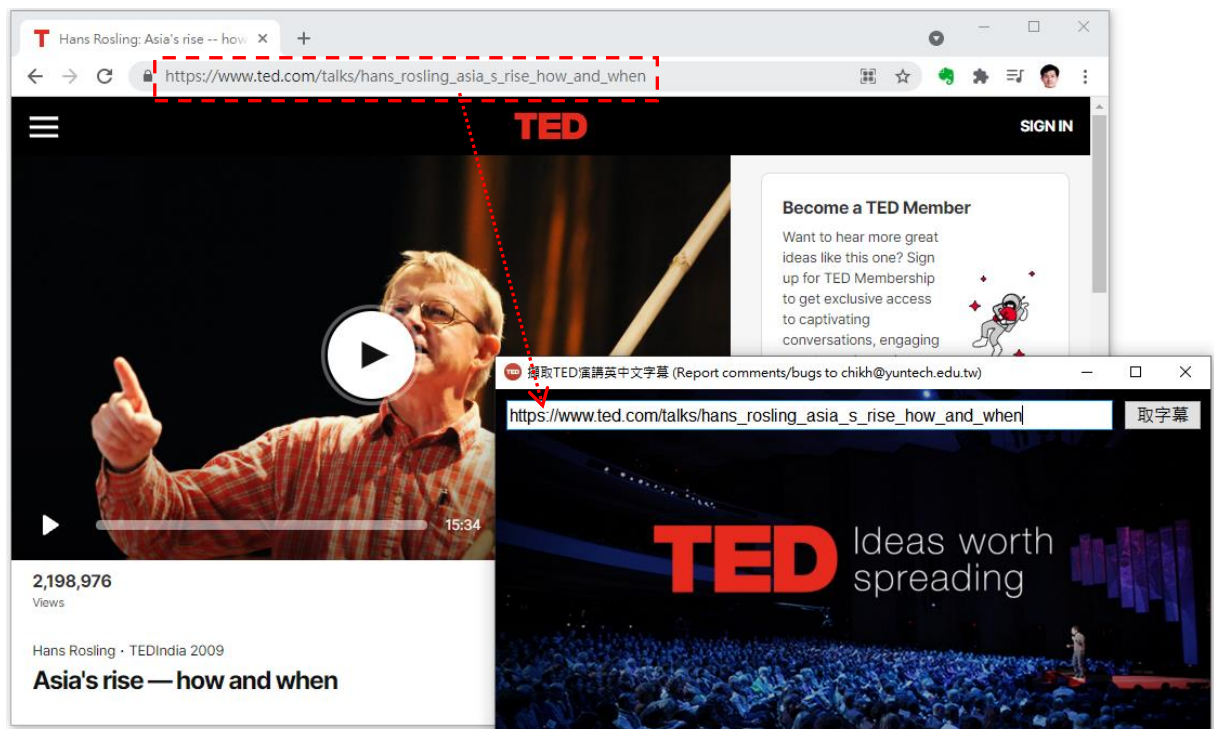 Hans Rosling: Asia's rise -- how
https://www.ted.com/talks/hans_rosling_asia_s_rise_how_and_when
TED
SIGN IN
Become a TED Member
Want to hear more great
ideas like this one? Sign
up for TED Membership
to get exclusive access
to captivating
conversations, engaging
15:34
2,198,976
Views
Hans Rosling • TEDIndia 2009
Asia's rise — how and when
TED
擷取TED演講英中文字幕 (Report comments/bugs to chikh@yuntech.edu.tw)
https://www.ted.com/talks/hans_rosling_asia_s_rise_how_and_when
取字幕
TED Ideas worth
spreading